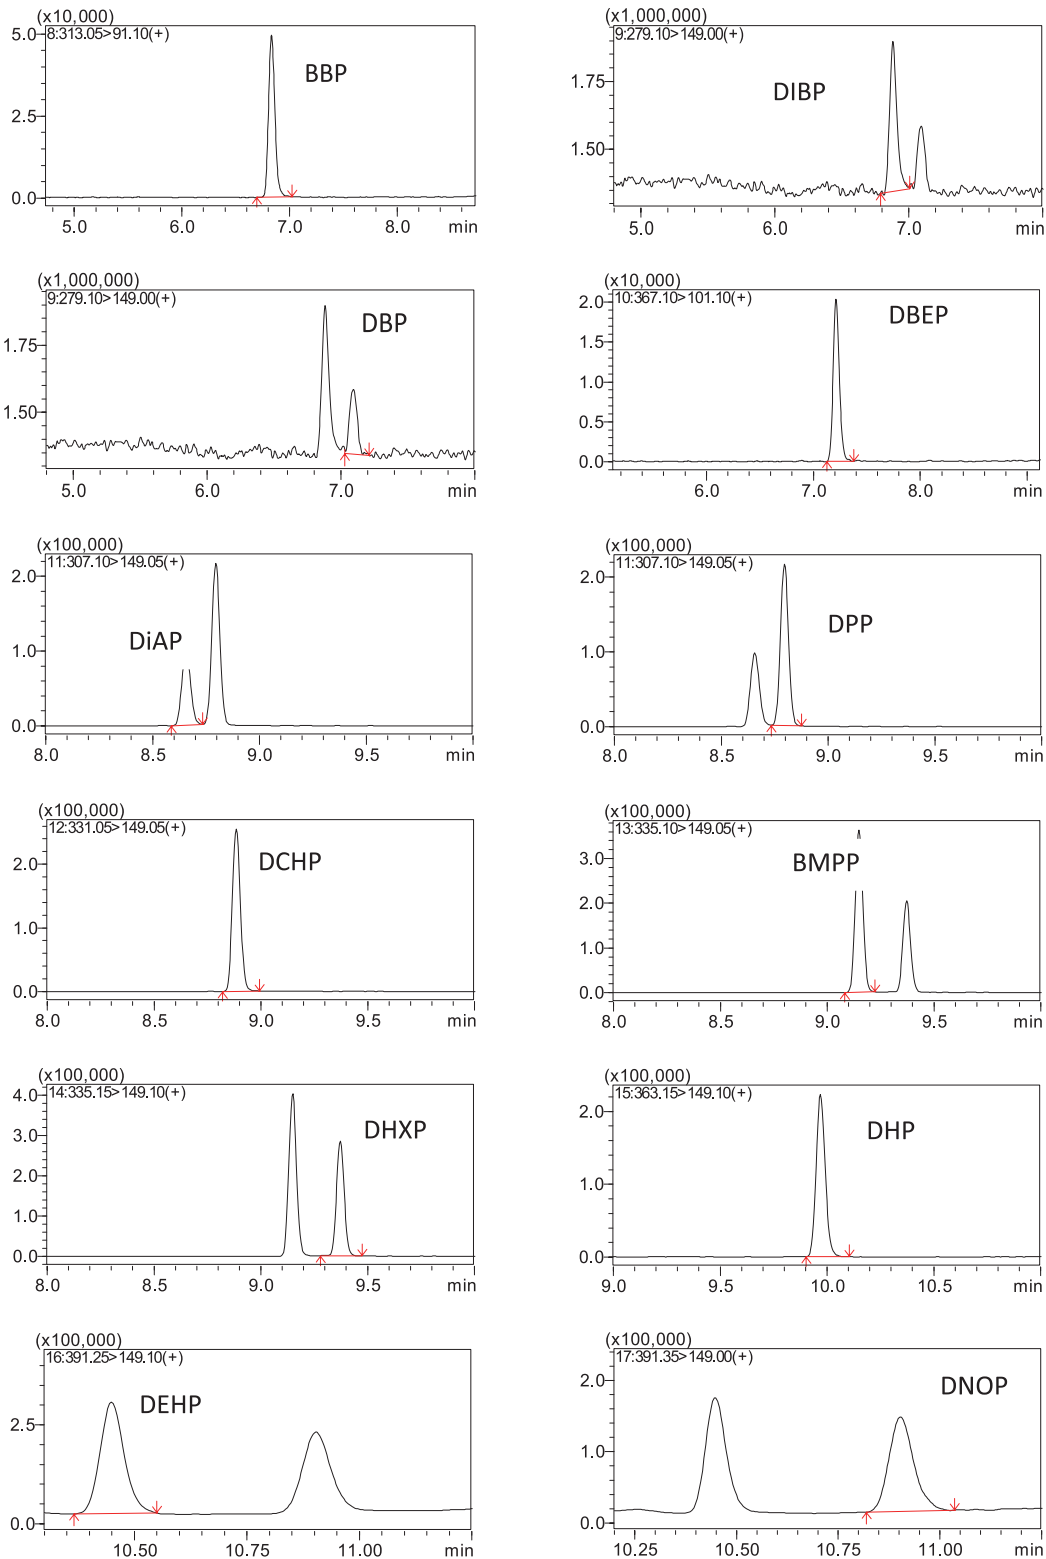 (x10,000)
8:313.05>91.10(+)
5.0
BBP
2.5
0.0
5.0 6.0 7.0 8.0 min
(x1,000,000)
9:279.10>149.00(+)
1.75
DIBP
1.50
5.0 6.0 7.0 min
(x1,000,000)
9:279.10>149.00(+)
DBP
1.75
1.50
5.0 6.0 7.0 min
(x10,000)
10:367.10>101.10(+)
2.0
DBEP
1.5
1.0
0.5
0.0
6.0 7.0 8.0 min
(x100,000)
11:307.10>149.05(+)
2.0
DiAP
1.0
0.0
8.0 8.5 9.0 9.5 min
(x100,000)
11:307.10>149.05(+)
2.0
DPP
1.0
0.0
8.0 8.5 9.0 9.5 min
(x100,000)
12:331.05>149.05(+)
2.0
DCHP
1.0
0.0
8.0 8.5 9.0 9.5 min
(x100,000)
13:335.10>149.05(+)
3.0
BMPP
2.0
1.0
0.0
8.0 8.5 9.0 9.5 min
(x100,000)
14:335.15>149.10(+)
4.0
DHXP
3.0
2.0
1.0
0.0
8.0 8.5 9.0 9.5 min
(x100,000)
15:363.15>149.10(+)
2.0
DHP
1.0
0.0
9.0 9.5 10.0 10.5 min
(x100,000)
16:391.25>149.10(+)
DEHP
2.5
0.0
10.50 10.75 11.00 min
(x100,000)
17:391.35>149.00(+)
2.0
DNOP
1.0
0.0
10.25 10.50 10.75 11.00 min